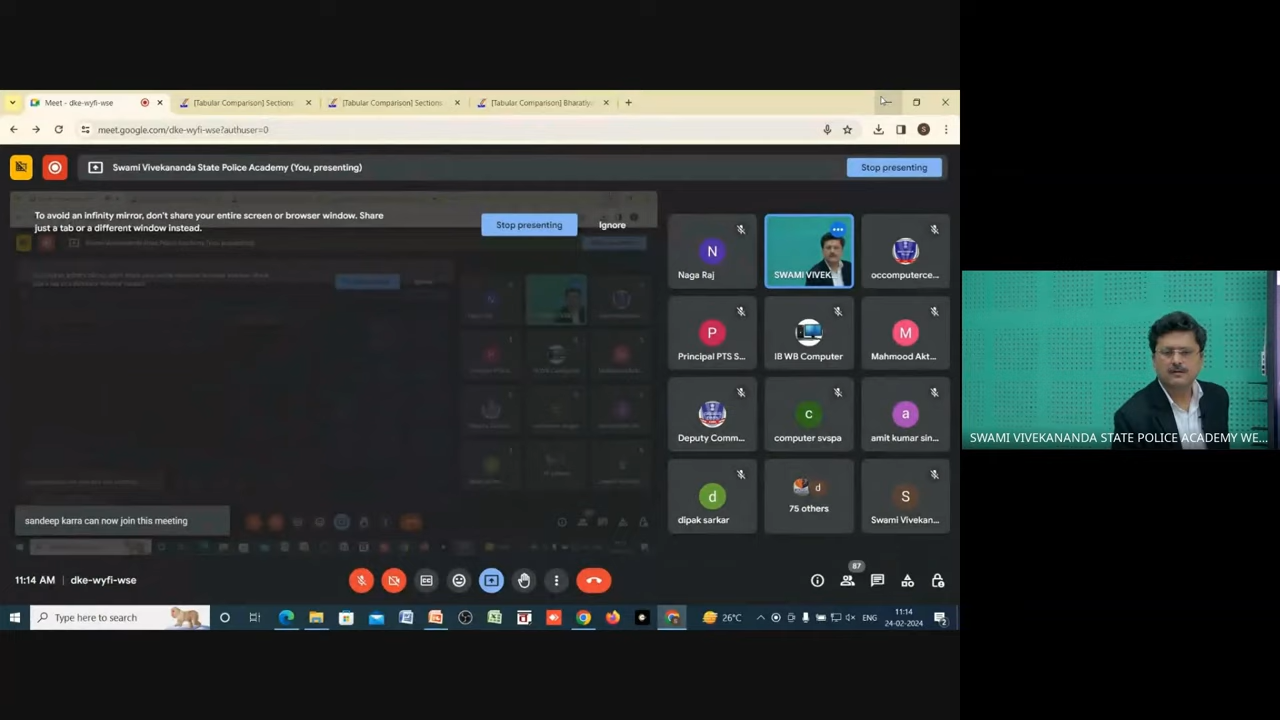 Meet - dke-wyfi-wse
[Tabular Comparison] Sections
[Tabular Comparison] Sections
[Tabular Comparison] Bharatiy
meet.google.com/dke-wyfi-wse?authuser=0
S
Swami Vivekananda State Police Academy (You, presenting)
Stop presenting
To avoid an infinity mirror, don't share your entire screen or browser window. Share
just a tab or a different window instead.
Stop presenting
Ignore
N
Naga Raj
SWAMI VIVEK...
occomputerce...
P
Principal PTS S...
IB WB Computer
M
Mahmood Akt...
Deputy Comm...
c
computer svspa
a
amit kumar sin...
d
dipak sarkar
d
75 others
S
Swami Vivekan...
SWAMI VIVEKANANDA STATE POLICE ACADEMY WE...
sandeep karra can now join this meeting
11:14 AM | dke-wyfi-wse
87
Type here to search
26°C
ENG
11:14
24-02-2024
2